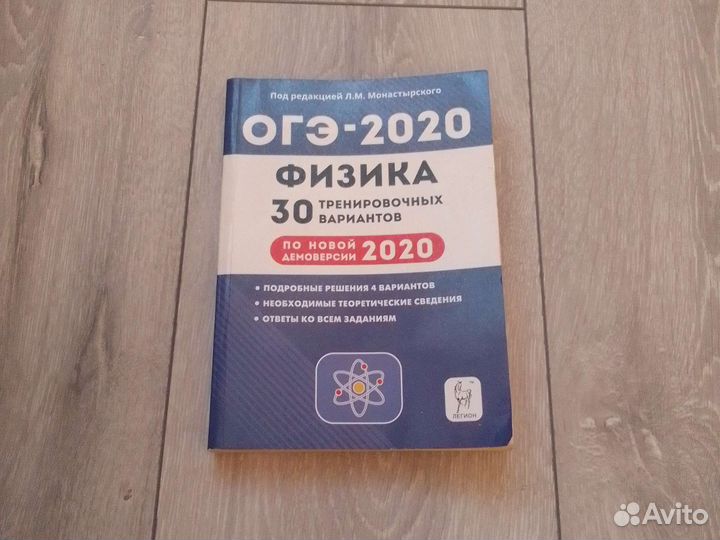 Под редакцией Л.М. Монастырского
ОГЭ-2020
ФИЗИКА
30 ТРЕНИРОВОЧНЫХ
ВАРИАНТОВ
ПО НОВОЙ
ДЕМОВЕРСИИ 2020
• ПОДРОБНЫЕ РЕШЕНИЯ 4 ВАРИАНТОВ
• НЕОБХОДИМЫЕ ТЕОРЕТИЧЕСКИЕ СВЕДЕНИЯ
• ОТВЕТЫ КО ВСЕМ ЗАДАНИЯМ
ЛЕГИОН
Avito